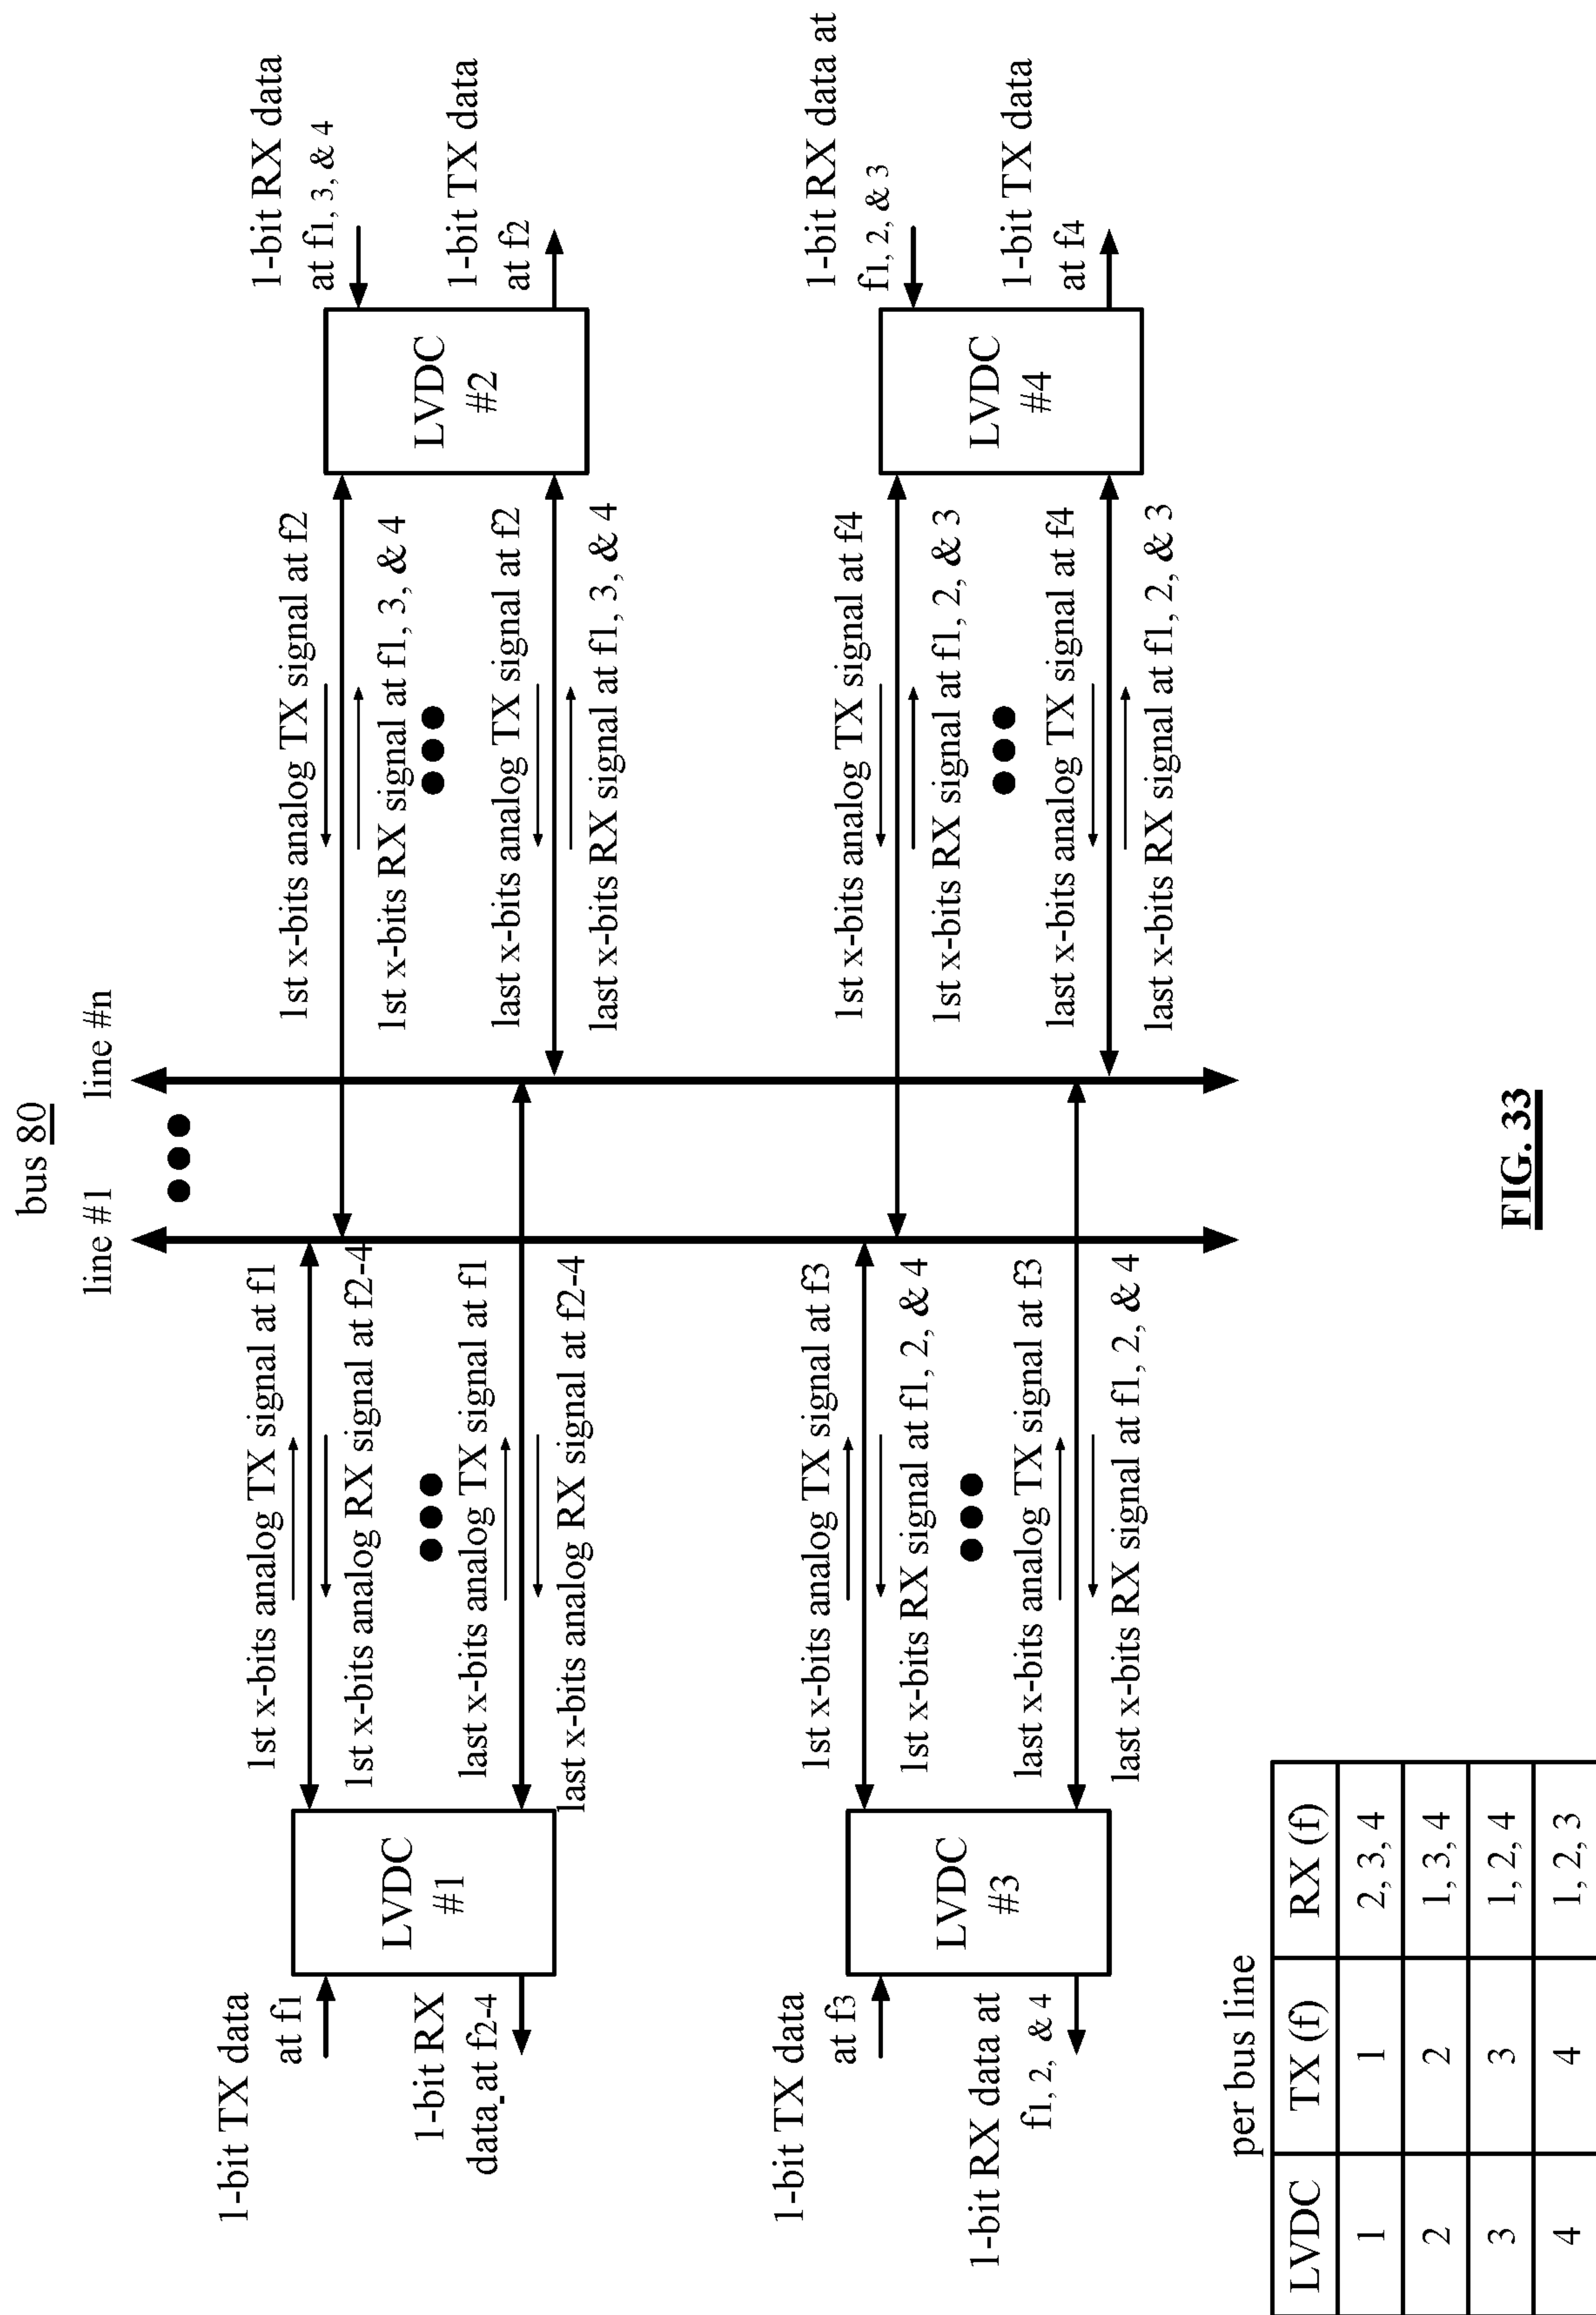 bus 80
line #1
line #n
1-bit TX data
at f1
1-bit RX
data at f2-4
LVDC
#1
1st x-bits analog TX signal at f1
1st x-bits analog RX signal at f2-4
last x-bits analog TX signal at f1
last x-bits analog RX signal at f2-4
1st x-bits analog TX signal at f2
1st x-bits RX signal at f1, 3, & 4
last x-bits analog TX signal at f2
last x-bits RX signal at f1, 3, & 4
LVDC
#2
1-bit RX data
at f1, 3, & 4
1-bit TX data
at f2
1-bit TX data
at f3
1-bit RX data at
f1, 2, & 4
LVDC
#3
1st x-bits analog TX signal at f3
1st x-bits RX signal at f1, 2, & 4
last x-bits analog TX signal at f3
last x-bits RX signal at f1, 2, & 4
1st x-bits analog TX signal at f4
1st x-bits RX signal at f1, 2, & 3
last x-bits analog TX signal at f4
last x-bits RX signal at f1, 2, & 3
LVDC
#4
1-bit RX data at
f1, 2, & 3
1-bit TX data
at f4
per bus line
LVDC TX (f) RX (f)
1 1 2, 3, 4
2 2 1, 3, 4
3 3 1, 2, 4
4 4 1, 2, 3
FIG. 33